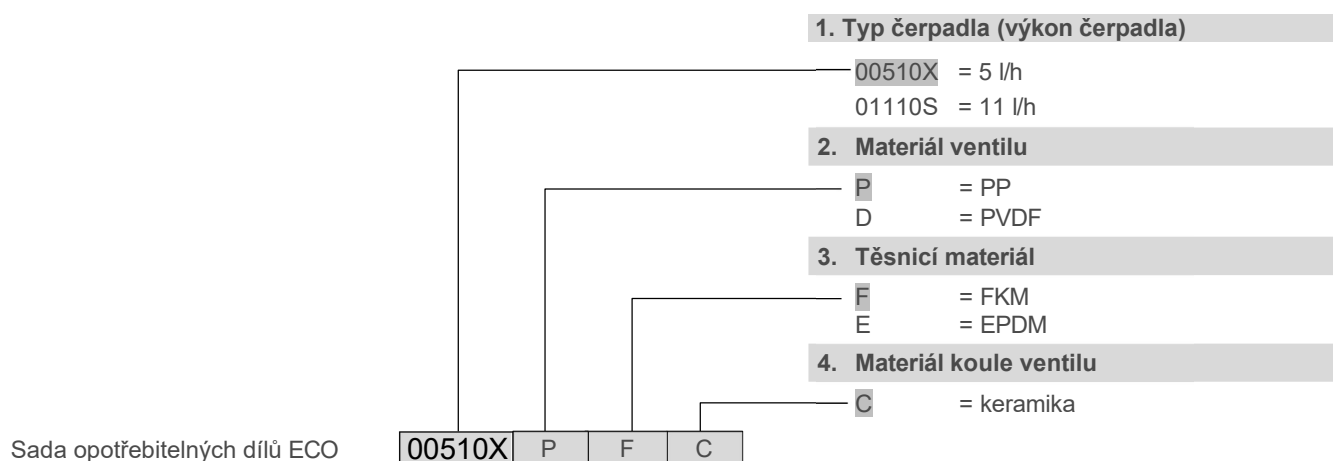 1. Typ čerpadla (výkon čerpadla)
00510X = 5 l/h
01110S = 11 l/h
2. Materiál ventilu
P = PP
D = PVDF
3. Těsnicí materiál
F = FKM
E = EPDM
4. Materiál koule ventilu
C = keramika
Sada opotřebitelných dílů ECO 00510X P F C